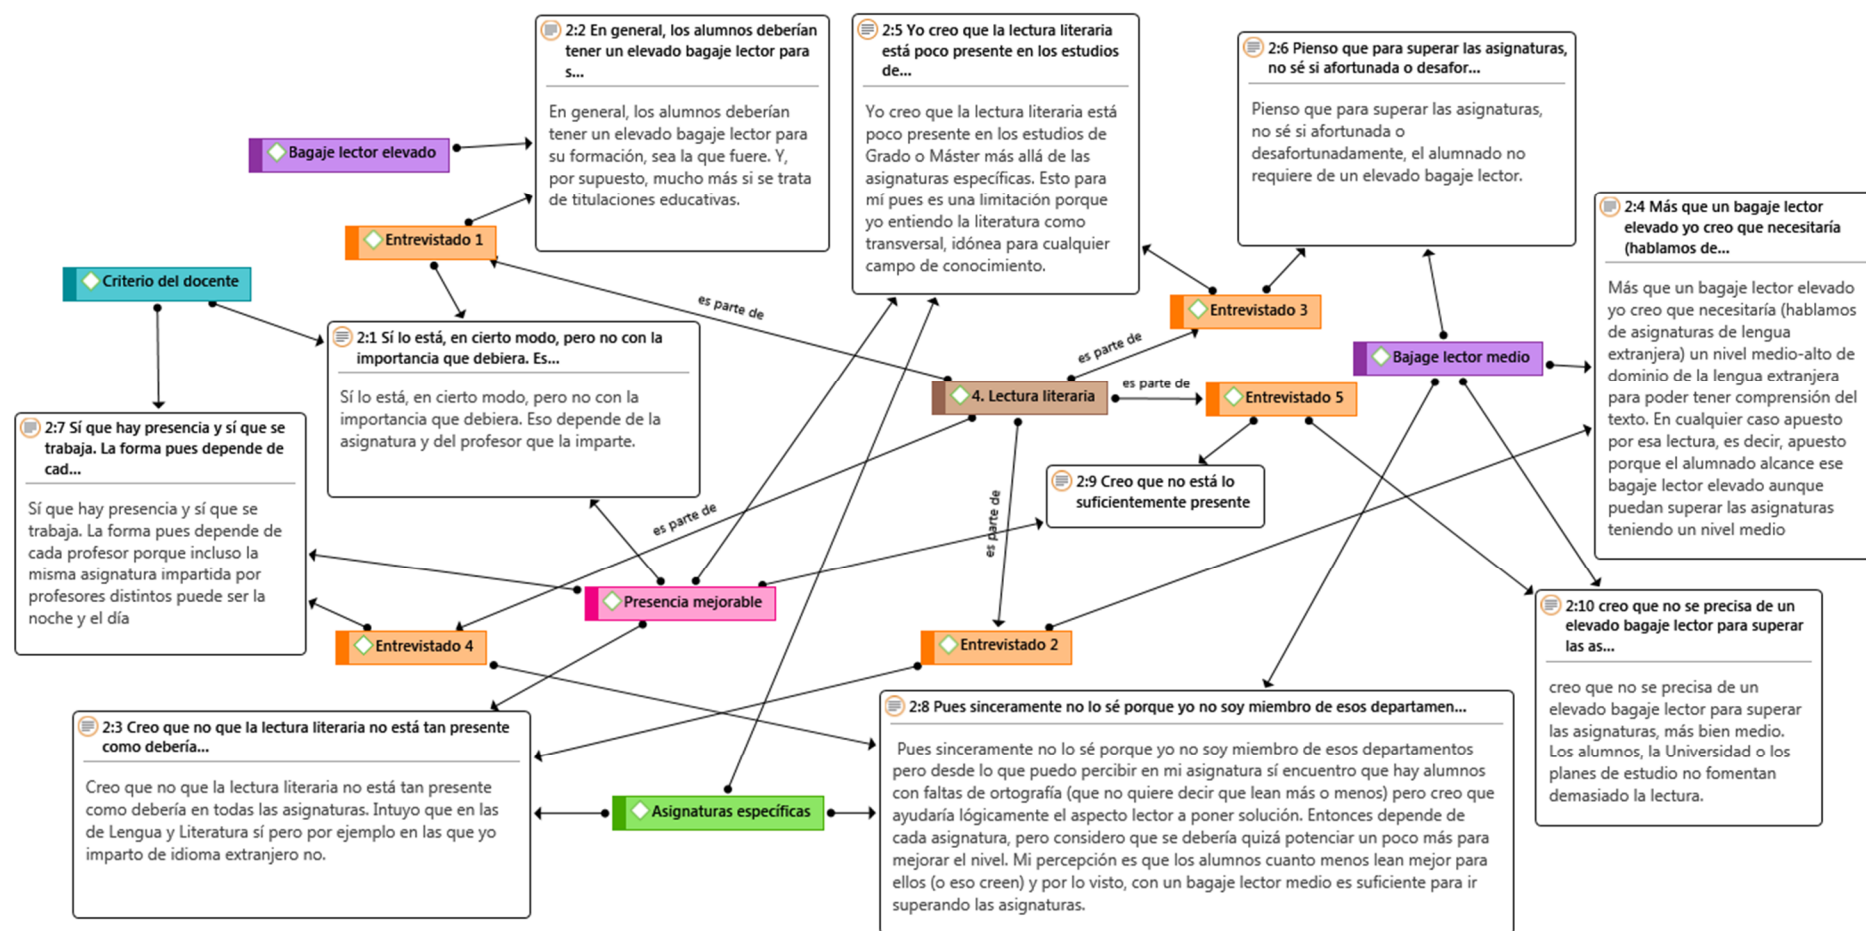 2:2 En general, los alumnos deberían
tener un elevado bagaje lector para
s...
En general, los alumnos deberían
tener un elevado bagaje lector para
su formación, sea la que fuere. Y,
por supuesto, mucho más si se trata
de titulaciones educativas.
2:5 Yo creo que la lectura literaria
está poco presente en los estudios
de...
Yo creo que la lectura literaria está
poco presente en los estudios de
Grado o Máster más allá de las
asignaturas específicas. Esto para
mí pues es una limitación porque
yo entiendo la literatura como
transversal, idónea para cualquier
campo de conocimiento.
2:6 Pienso que para superar las asignaturas,
no sé si afortunada o desafor...
Pienso que para superar las asignaturas,
no sé si afortunada o
desafortunadamente, el alumnado no
requiere de un elevado bagaje lector.
Bagaje lector elevado
Entrevistado 1
Criterio del docente
2:4 Más que un bagaje lector
elevado yo creo que necesitaría
(hablamos de...
Más que un bagaje lector elevado
yo creo que necesitaría (hablamos
de asignaturas de lengua
extranjera) un nivel medio-alto de
dominio de la lengua extranjera
para poder tener comprensión del
texto. En cualquier caso apuesto
por esa lectura, es decir, apuesto
porque el alumnado alcance ese
bagaje lector elevado aunque
puedan superar las asignaturas
teniendo un nivel medio
es parte de
Entrevistado 3
2:1 Sí lo está, en cierto modo, pero no con la
importancia que debiera. Es...
Sí lo está, en cierto modo, pero no con la
importancia que debiera. Eso depende de la
asignatura y del profesor que la imparte.
es parte de
Bajage lector medio
es parte de
4. Lectura literaria
Entrevistado 5
2:7 Sí que hay presencia y sí que se
trabaja. La forma pues depende de
cad...
Sí que hay presencia y sí que se
trabaja. La forma pues depende de
cada profesor porque incluso la
misma asignatura impartida por
profesores distintos puede ser la
noche y el día
2:9 Creo que no está lo
suficientemente presente
es parte de
es parte de
Presencia mejorable
Entrevistado 4
Entrevistado 2
2:10 creo que no se precisa de un
elevado bagaje lector para superar
las as...
creo que no se precisa de un
elevado bagaje lector para superar
las asignaturas, más bien medio.
Los alumnos, la Universidad o los
planes de estudio no fomentan
demasiado la lectura.
2:3 Creo que no que la lectura literaria no está tan presente
como debería...
Creo que no que la lectura literaria no está tan presente
como debería en todas las asignaturas. Intuyo que en las
de Lengua y Literatura sí pero por ejemplo en las que yo
imparto de idioma extranjero no.
Asignaturas específicas
2:8 Pues sinceramente no lo sé porque yo no soy miembro de esos departamen...
Pues sinceramente no lo sé porque yo no soy miembro de esos departamentos
pero desde lo que puedo percibir en mi asignatura sí encuentro que hay alumnos
con faltas de ortografía (que no quiere decir que lean más o menos) pero creo que
ayudaría lógicamente el aspecto lector a poner solución. Entonces depende de
cada asignatura, pero considero que se debería quizá potenciar un poco más para
mejorar el nivel. Mi percepción es que los alumnos cuanto menos lean mejor para
ellos (o eso creen) y por lo visto, con un bagaje lector medio es suficiente para ir
superando las asignaturas.